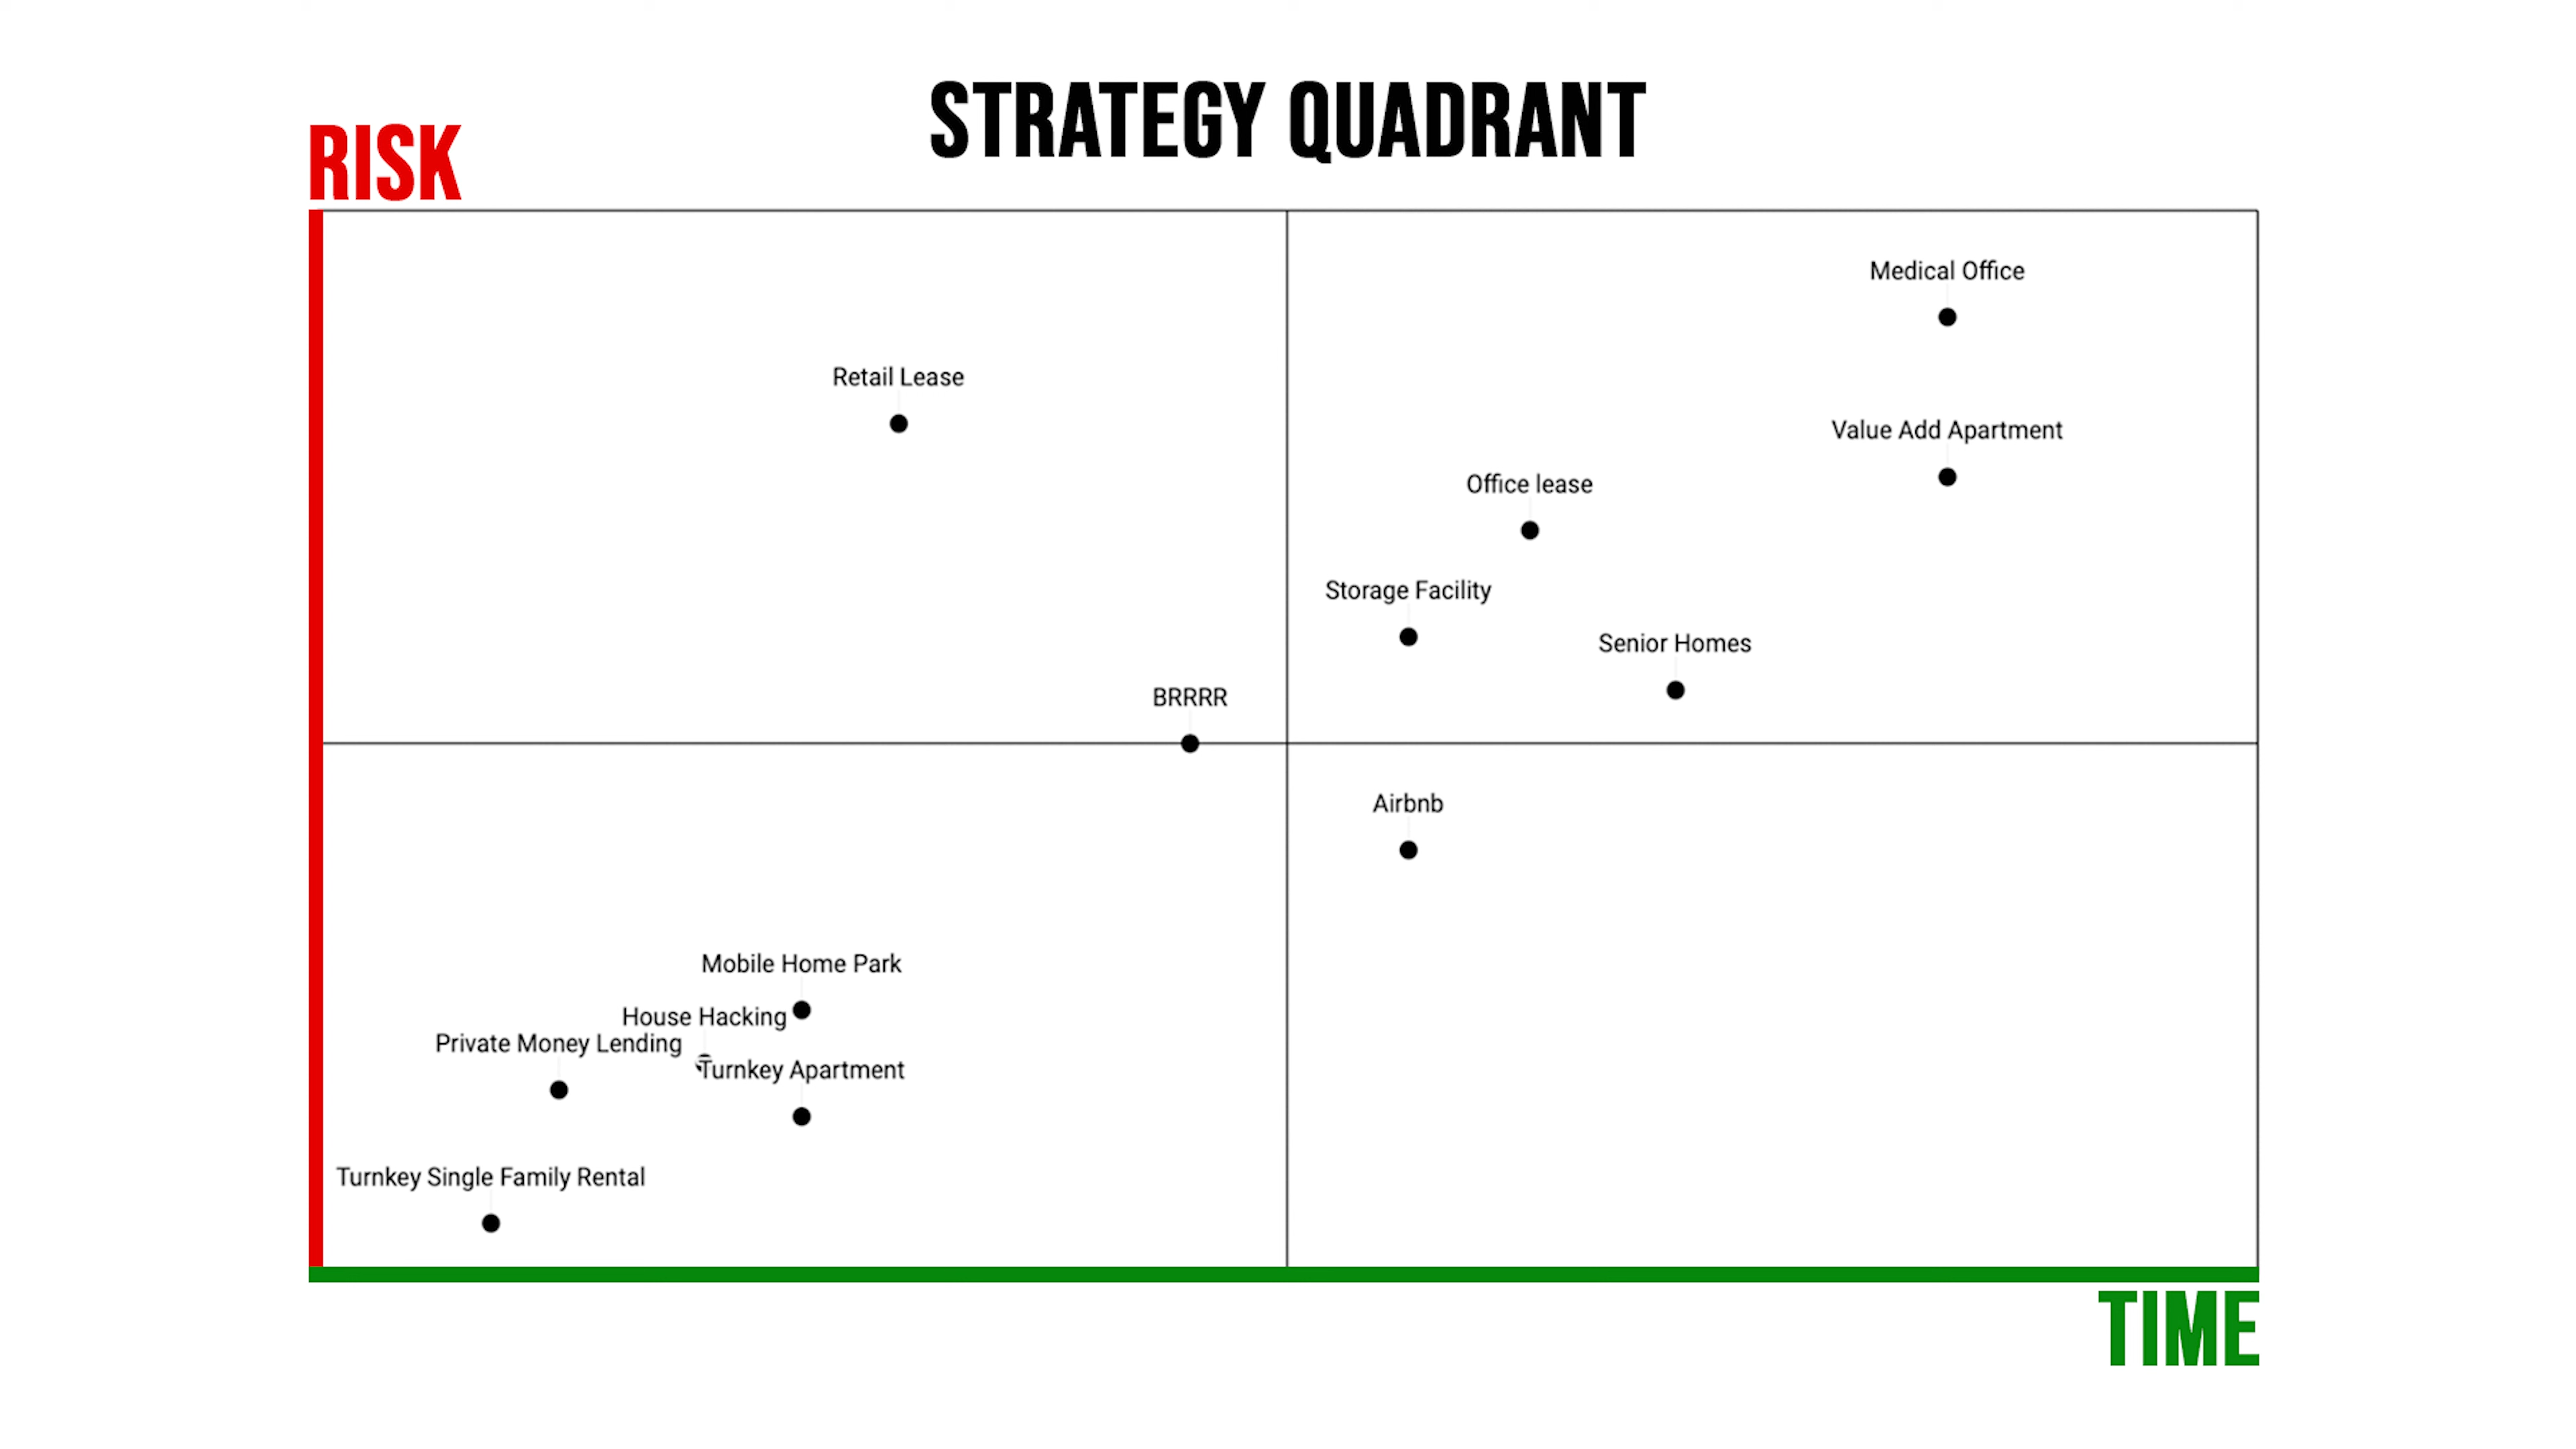 STRATEGY QUADRANT
RISK
Medical Office
Retail Lease
Value Add Apartment
Office lease
Storage Facility
Senior Homes
BRRRR
Airbnb
Mobile Home Park
House Hacking
Private Money Lending
Turnkey Apartment
Turnkey Single Family Rental
TIME